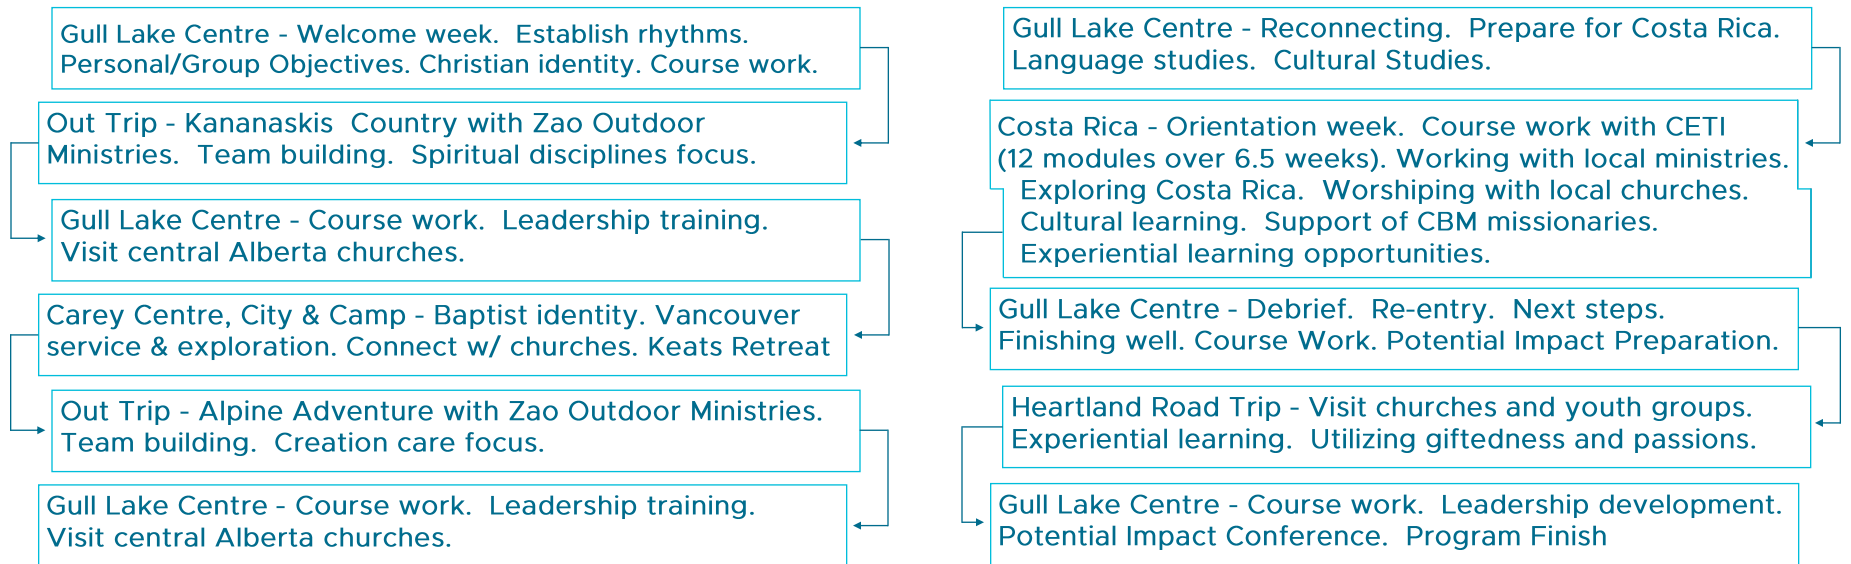 Gull Lake Centre - Welcome week.  Establish rhythms.
Personal/Group Objectives. Christian identity. Course work.
Out Trip - Kananaskis  Country with Zao Outdoor
Ministries.  Team building.  Spiritual disciplines focus.
Gull Lake Centre - Course work.  Leadership training.
Visit central Alberta churches.
Carey Centre, City & Camp - Baptist identity. Vancouver
service & exploration. Connect w/ churches. Keats Retreat
Out Trip - Alpine Adventure with Zao Outdoor Ministries.
Team building.  Creation care focus.
Gull Lake Centre - Course work.  Leadership training.
Visit central Alberta churches.
Gull Lake Centre - Reconnecting.  Prepare for Costa Rica.
Language studies.  Cultural Studies.
Costa Rica - Orientation week.  Course work with CETI
(12 modules over 6.5 weeks). Working with local ministries.
Exploring Costa Rica.  Worshiping with local churches.
Cultural learning.  Support of CBM missionaries.
Experiential learning opportunities.
Gull Lake Centre - Debrief.  Re-entry.  Next steps.
Finishing well. Course Work. Potential Impact Preparation.
Heartland Road Trip - Visit churches and youth groups.
Experiential learning.  Utilizing giftedness and passions.
Gull Lake Centre - Course work.  Leadership development.
Potential Impact Conference.  Program Finish